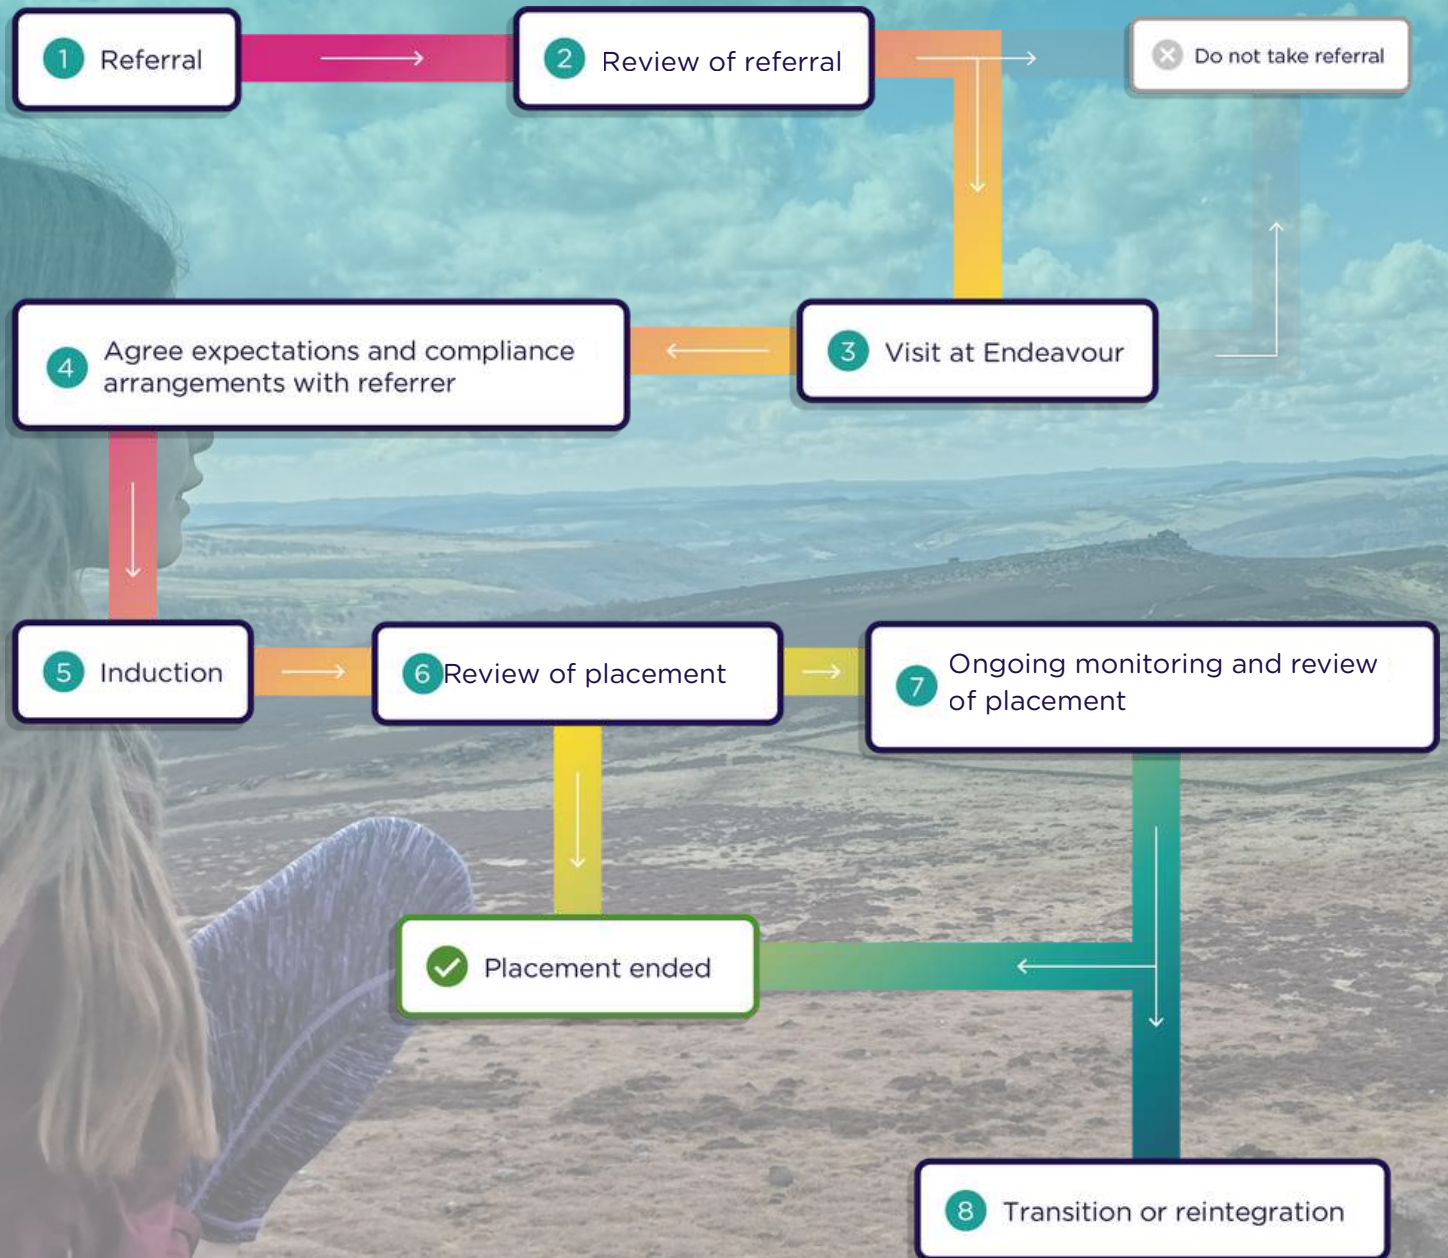 1 Referral
2 Review of referral
Do not take referral
3 Visit at Endeavour
4 Agree expectations and compliance
arrangements with referrer
5 Induction
6 Review of placement
7 Ongoing monitoring and review
of placement
Placement ended
8 Transition or reintegration